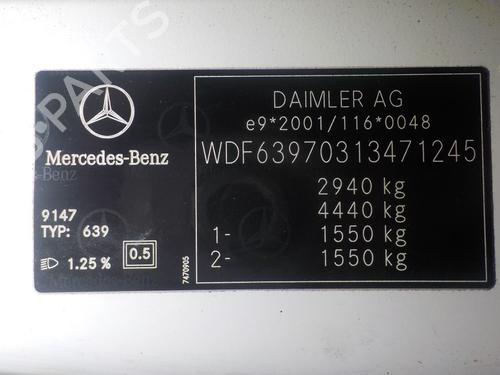 DAIMLER AG
e9*2001/116*0048
WDF63970313471245
2940 kg
4440 kg
1- 1550 kg
2- 1550 kg
Mercedes-Benz
9147
TYP: 639
1.25 % 0.5
7470905
PARTS